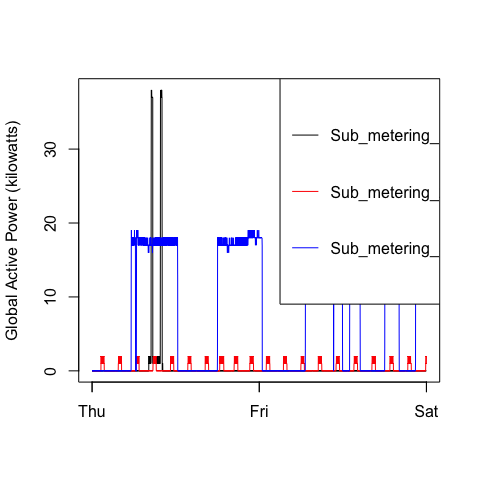 Global Active Power (kilowatts)
30
20
10
0
Sub_metering_
Sub_metering_
Sub_metering_
Thu Fri Sat